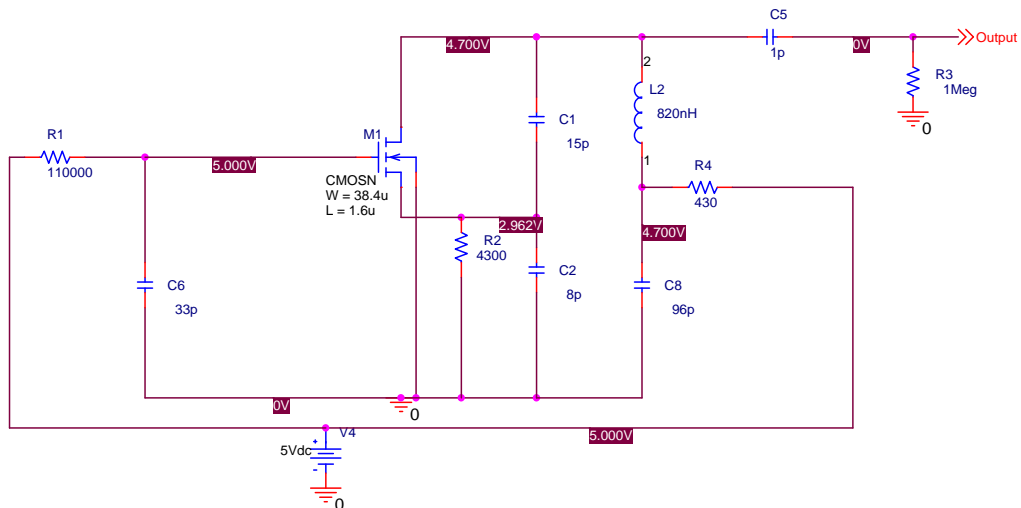 C5
1p
4.700V
0V
Output
R3
1Meg
0
2
L2
820nH
1
C1
15p
R1
110000
5.000V
M1
CMOSN
W = 38.4u
L = 1.6u
R4
430
2.962V
R2
4300
4.700V
C6
33p
C2
8p
C8
96p
0V
0
V4
5Vdc
+
-
5.000V
0